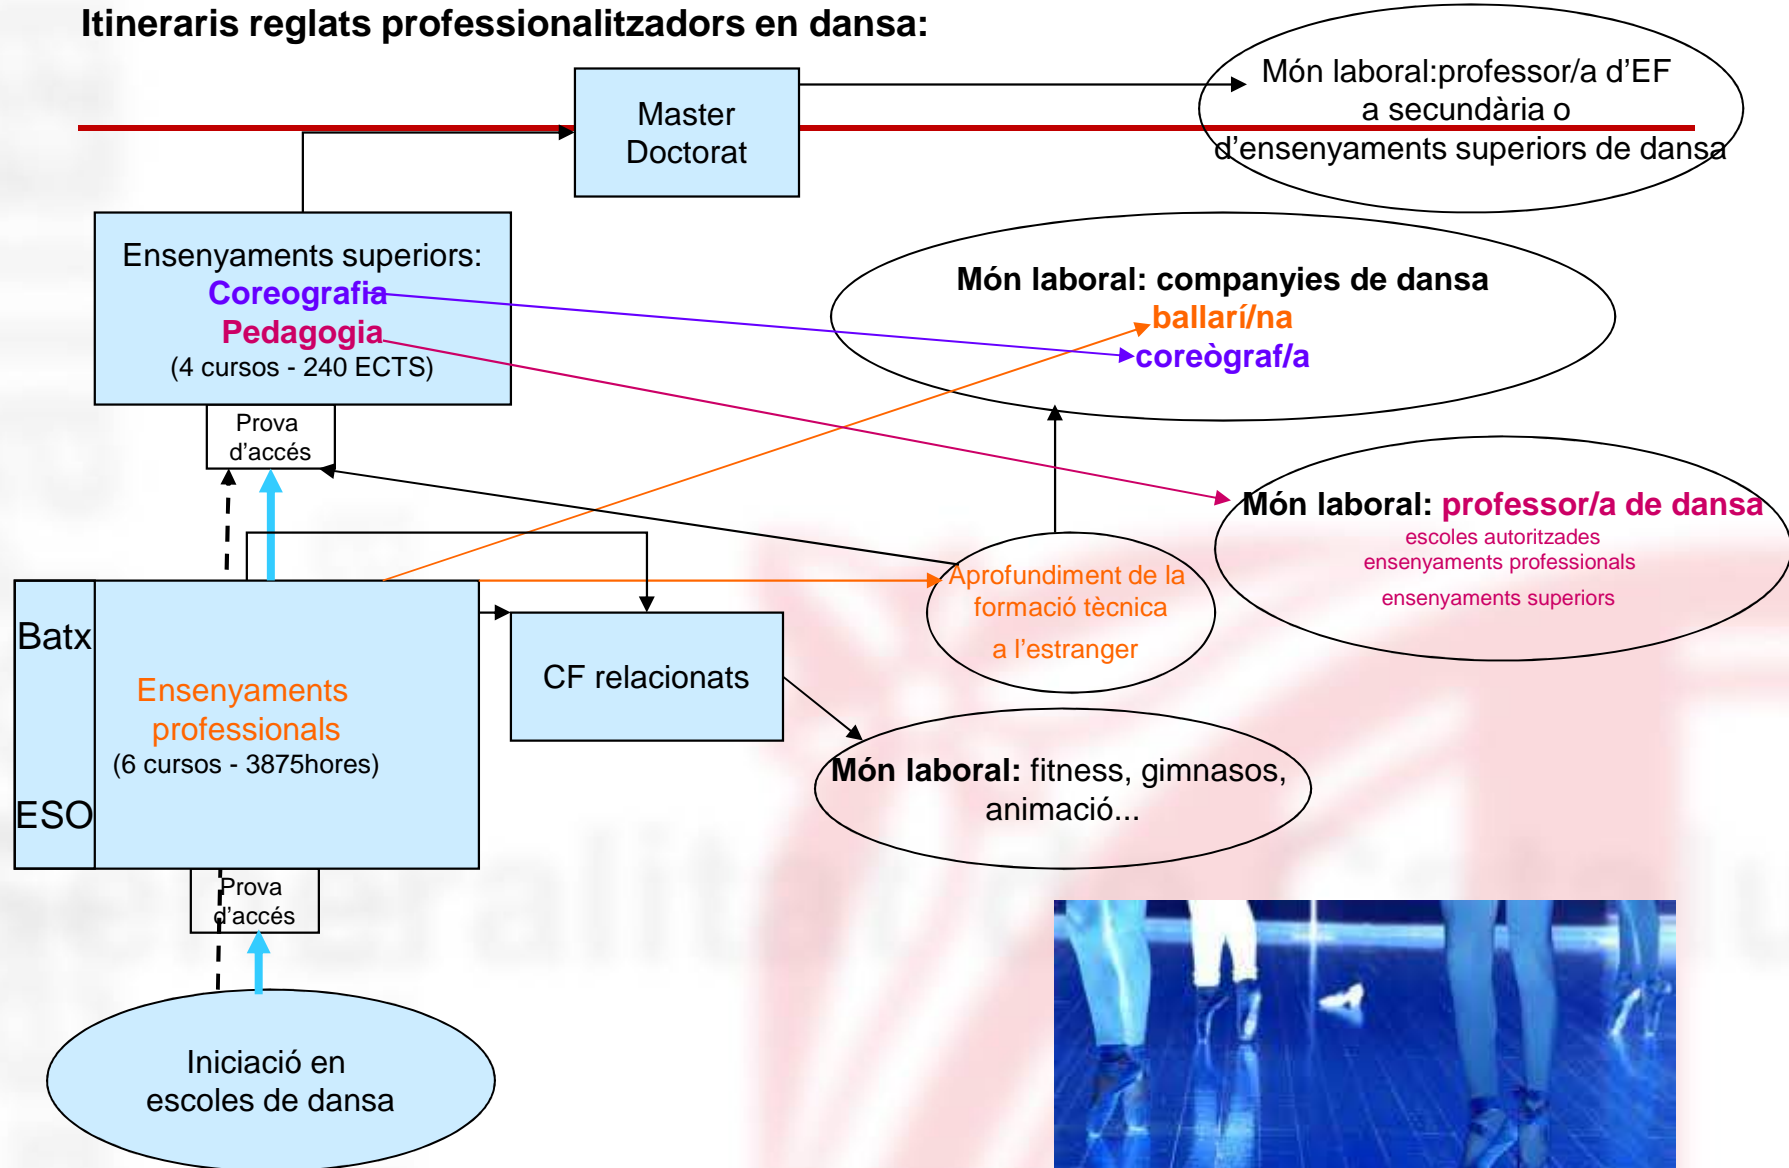 Itineraris reglats professionalitzadors en dansa:
Master
Doctorat
Món laboral:professor/a d’EF
a secundària o
d’ensenyaments superiors de dansa
Ensenyaments superiors:
Coreografia
Pedagogia
(4 cursos - 240 ECTS)
Món laboral: companyies de dansa
ballarí/na
coreògraf/a
Prova
d’accés
Món laboral: professor/a de dansa
escoles autoritzades
ensenyaments professionals
ensenyaments superiors
Aprofundiment de la
formació tècnica
a l’estranger
Batx
ESO
Ensenyaments
professionals
(6 cursos - 3875hores)
CF relacionats
Món laboral: fitness, gimnasos,
animació...
Prova
d’accés
Iniciació en
escoles de dansa